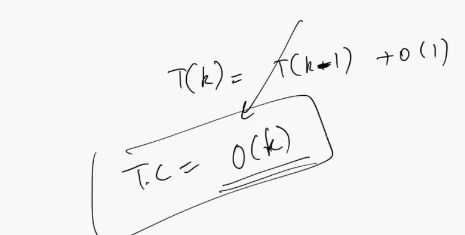 T(k) = T(k-1) + O(1)
T.C = O(k)